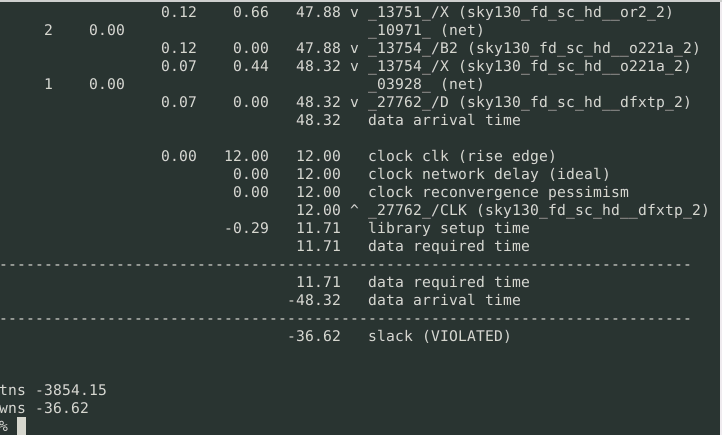 0.12 0.66 47.88 v _13751_/X (sky130_fd_sc_hd__or2_2)
2 0.00 _10971_ (net)
0.12 0.00 47.88 v _13754_/B2 (sky130_fd_sc_hd__o221a_2)
0.07 0.44 48.32 v _13754_/X (sky130_fd_sc_hd__o221a_2)
1 0.00 _03928_ (net)
0.07 0.00 48.32 v _27762_/D (sky130_fd_sc_hd__dfxtp_2)
48.32 data arrival time
0.00 12.00 12.00 clock clk (rise edge)
0.00 12.00 clock network delay (ideal)
0.00 12.00 clock reconvergence pessimism
12.00 ^ _27762_/CLK (sky130_fd_sc_hd__dfxtp_2)
-0.29 11.71 library setup time
11.71 data required time
-----------------------------------------------------------------------------
11.71 data required time
-48.32 data arrival time
-----------------------------------------------------------------------------
-36.62 slack (VIOLATED)
tns -3854.15
wns -36.62
%